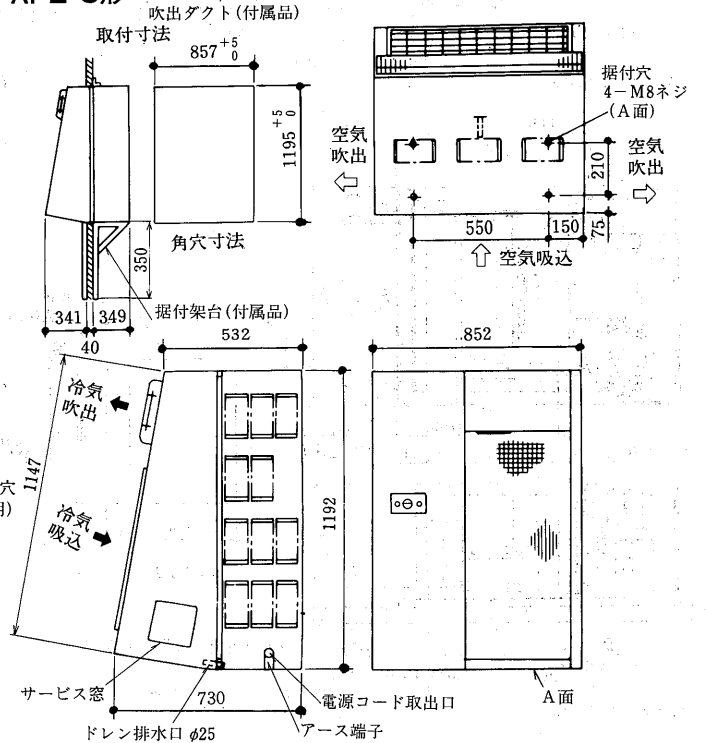 吹出ダクト(付属品)
取付寸法
857 +5 0
1195 +5 0
角穴寸法
350
据付架台(付属品)
341
349
40
据付穴
4－M8ネジ
(A面)
空気
吹出
空気
吹出
210
550
150
75
空気吸込
532
852
冷気
吹出
1147
穴
冷気
吸込
1192
サービス窓
730
電源コード取出口
A面
ドレン排水口 φ25
アース端子